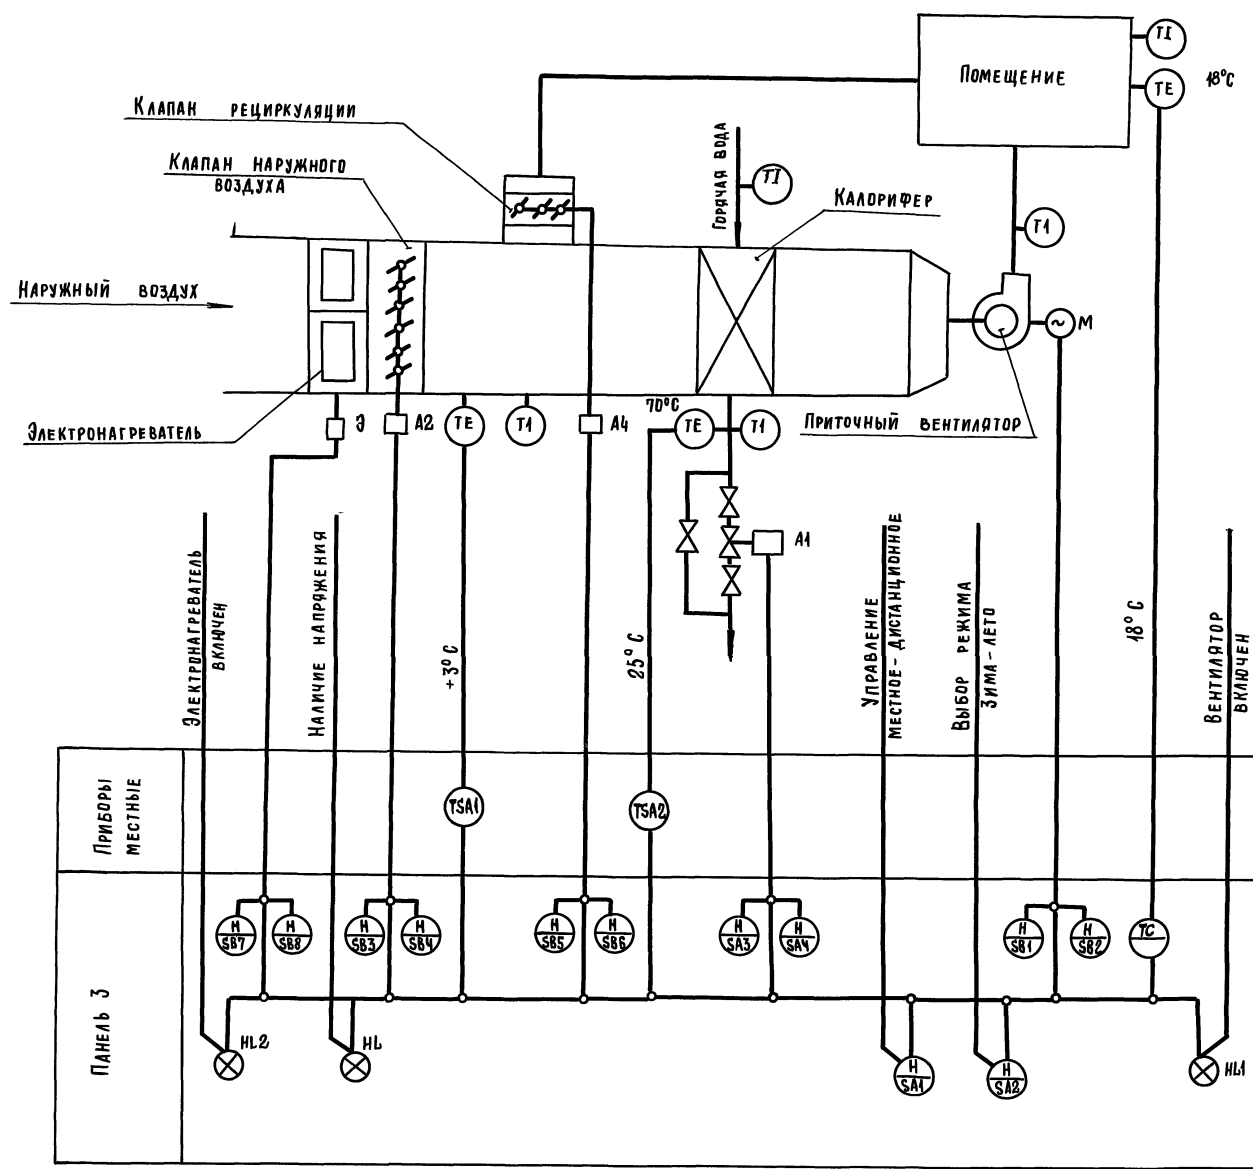 TI
ПОМЕЩЕНИЕ
TE
18°C
КЛАПАН РЕЦИРКУЛЯЦИИ
КЛАПАН НАРУЖНОГО
ВОЗДУХА
ГОРЯЧАЯ ВОДА
TI
КАЛОРИФЕР
T1
НАРУЖНЫЙ ВОЗДУХ
~
М
ЭЛЕКТРОНАГРЕВАТЕЛЬ
Э
А2
TE
T1
А4
70°C
TE
T1
ПРИТОЧНЫЙ ВЕНТИЛЯТОР
А1
ЭЛЕКТРОНАГРЕВАТЕЛЬ
ВКЛЮЧЕН
НАЛИЧИЕ НАПРЯЖЕНИЯ
+3°C
25°C
УПРАВЛЕНИЕ
МЕСТНОЕ-ДИСТАНЦИОННОЕ
ВЫБОР РЕЖИМА
ЗИМА-ЛЕТО
18°C
ВЕНТИЛЯТОР
ВКЛЮЧЕН
ПРИБОРЫ
МЕСТНЫЕ
TSA1
TSA2
ПАНЕЛЬ 3
H
SB7
H
SB8
H
SB3
H
SB4
H
SB5
H
SB6
H
SA3
H
SA4
H
SB1
H
SB2
TC
HL2
HL
H
SA1
H
SA2
HL1